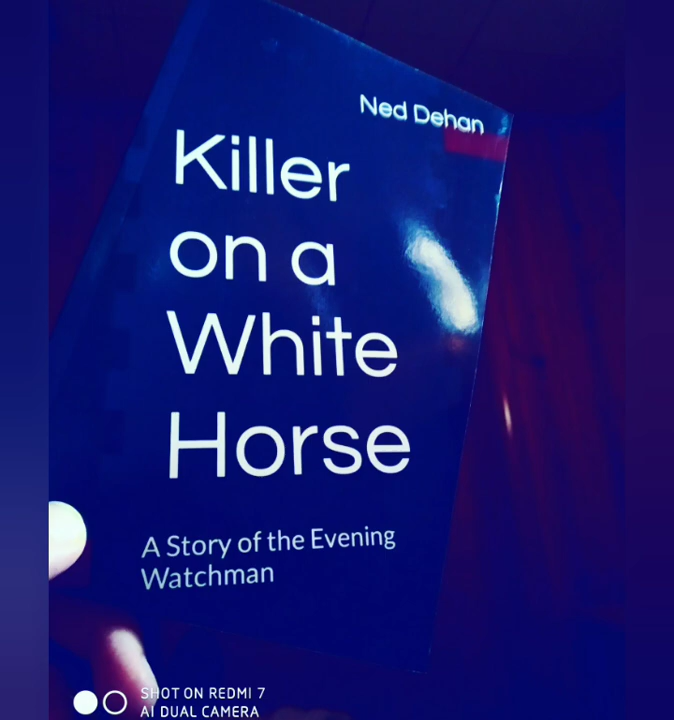 Ned Dehan
Killer
on a
White
Horse
A Story of the Evening
Watchman
SHOT ON REDMI 7
AI DUAL CAMERA